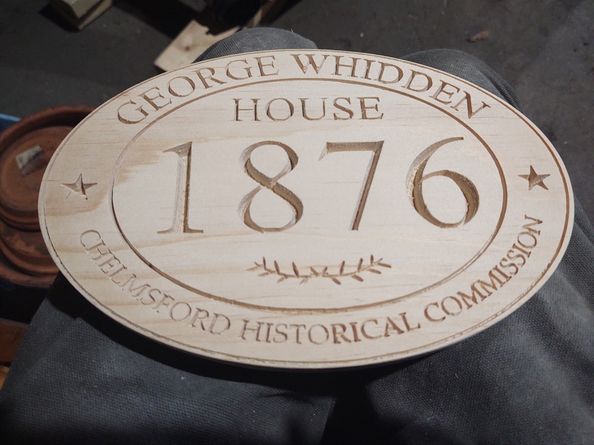 GEORGE WHIDDEN
HOUSE
1876
CHELMSFORD HISTORICAL COMMISSION